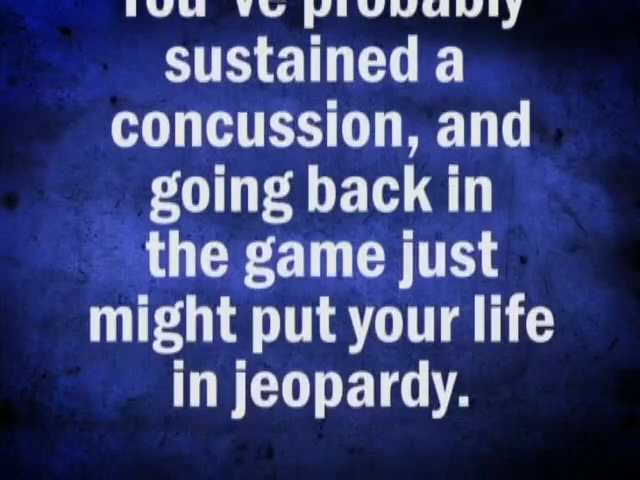 You've probably
sustained a
concussion, and
going back in
the game just
might put your life
in jeopardy.